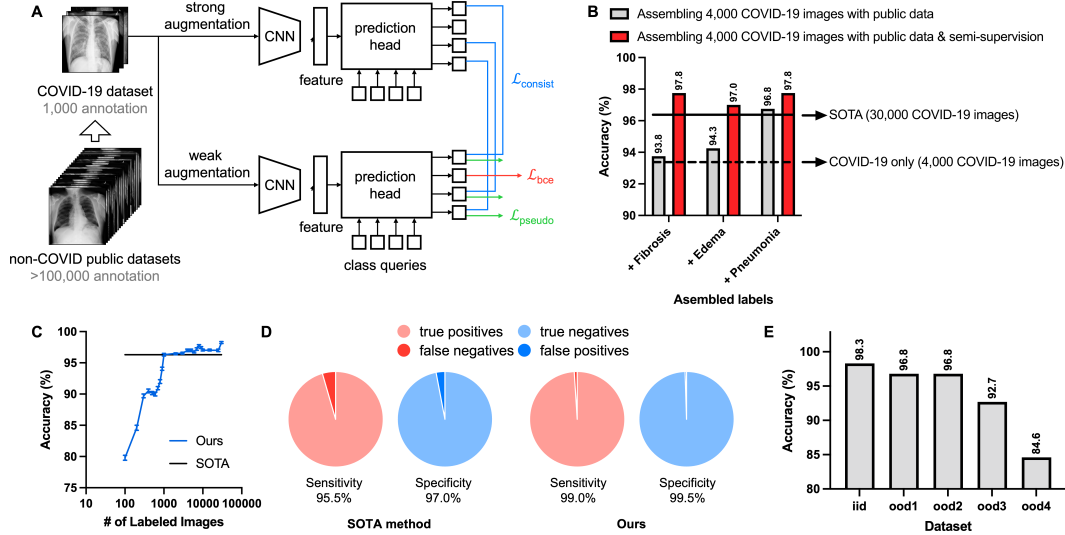 A
strong
augmentation
CNN
feature
prediction
head
COVID-19 dataset
1,000 annotation
weak
augmentation
CNN
feature
prediction
head
class queries
non-COVID public datasets
>100,000 annotation
ℒconsist
ℒbce
ℒpseudo
B
Assembling 4,000 COVID-19 images with public data
Assembling 4,000 COVID-19 images with public data & semi-supervision
Accuracy (%)
100
98
96
94
92
90
93.8
97.8
94.3
97.0
96.8
97.8
SOTA (30,000 COVID-19 images)
COVID-19 only (4,000 COVID-19 images)
+ Fibrosis
+ Edema
+ Pneumonia
Asembled labels
C
Accuracy (%)
100
95
90
85
80
75
Ours
SOTA
10 100 1000 10000 100000
# of Labeled Images
D
true positives
true negatives
false negatives
false positives
Sensitivity
95.5%
Specificity
97.0%
SOTA method
Sensitivity
99.0%
Specificity
99.5%
Ours
E
Accuracy (%)
100
95
90
85
80
98.3
96.8
96.8
92.7
84.6
iid ood1 ood2 ood3 ood4
Dataset